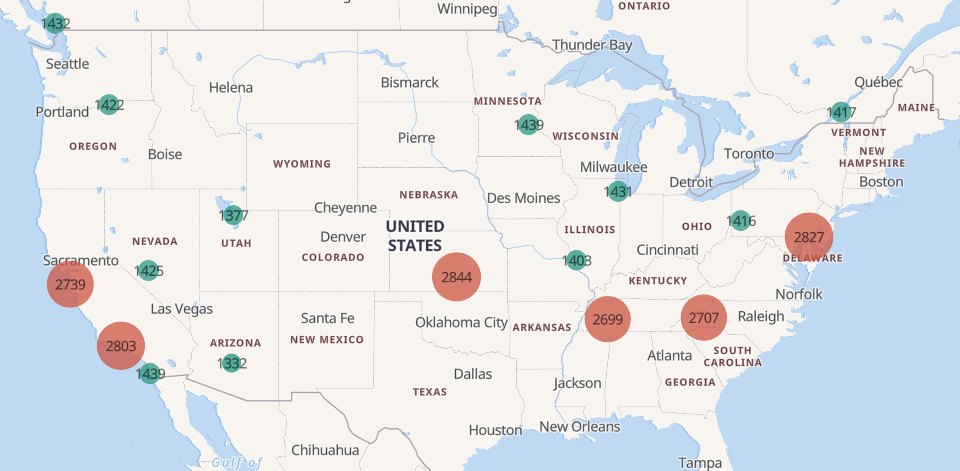 Winnipeg
ONTARIO
1432
Thunder Bay
Seattle
Helena
Bismarck
Québec
Portland
1422
MINNESOTA
1439
WISCONSIN
1417
MAINE
VERMONT
OREGON
Boise
WYOMING
Pierre
Milwaukee
Toronto
NEW
HAMPSHIRE
Detroit
Boston
1431
NEBRASKA
Des Moines
Cheyenne
1377
UNITED
STATES
Denver
ILLINOIS
OHIO
1416
2827
NEVADA
UTAH
COLORADO
Cincinnati
DELAWARE
Sacramento
1425
2844
1403
KENTUCKY
2739
Norfolk
Las Vegas
Santa Fe
Oklahoma City
ARKANSAS
2699
2707
Raleigh
2803
ARIZONA
NEW MEXICO
1332
1439
Atlanta
SOUTH
CAROLINA
Dallas
Jackson
GEORGIA
TEXAS
Houston
New Orleans
Chihuahua
Gulf of
Tampa